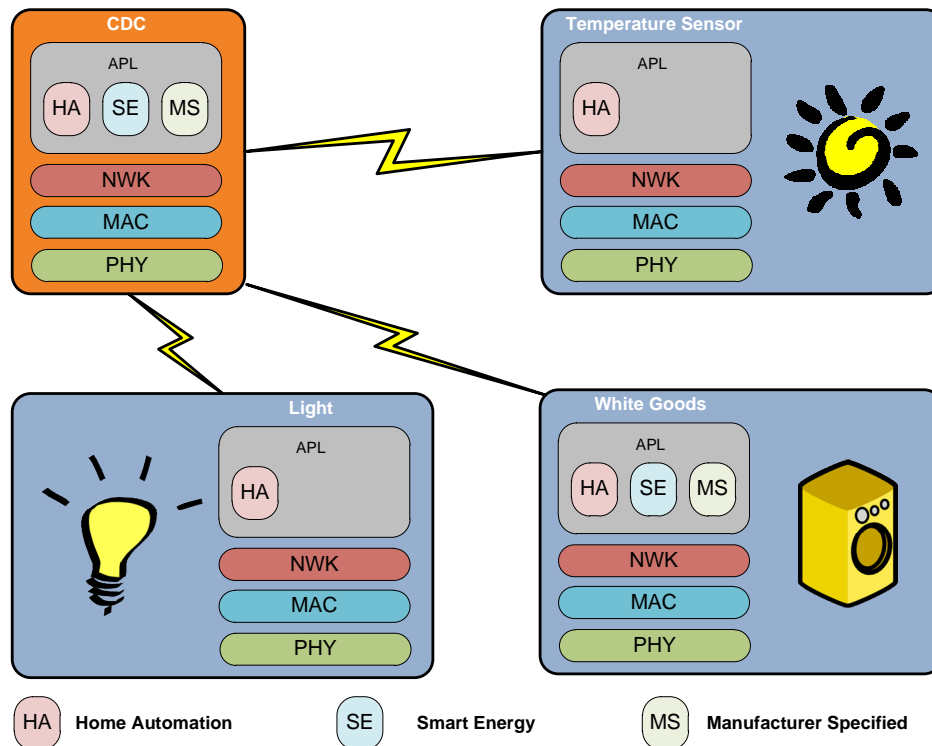 CDC
APL
HA SE MS
NWK
MAC
PHY
Temperature Sensor
APL
HA
NWK
MAC
PHY
Light
APL
HA
NWK
MAC
PHY
White Goods
APL
HA SE MS
NWK
MAC
PHY
HA Home Automation
SE Smart Energy
MS Manufacturer Specified